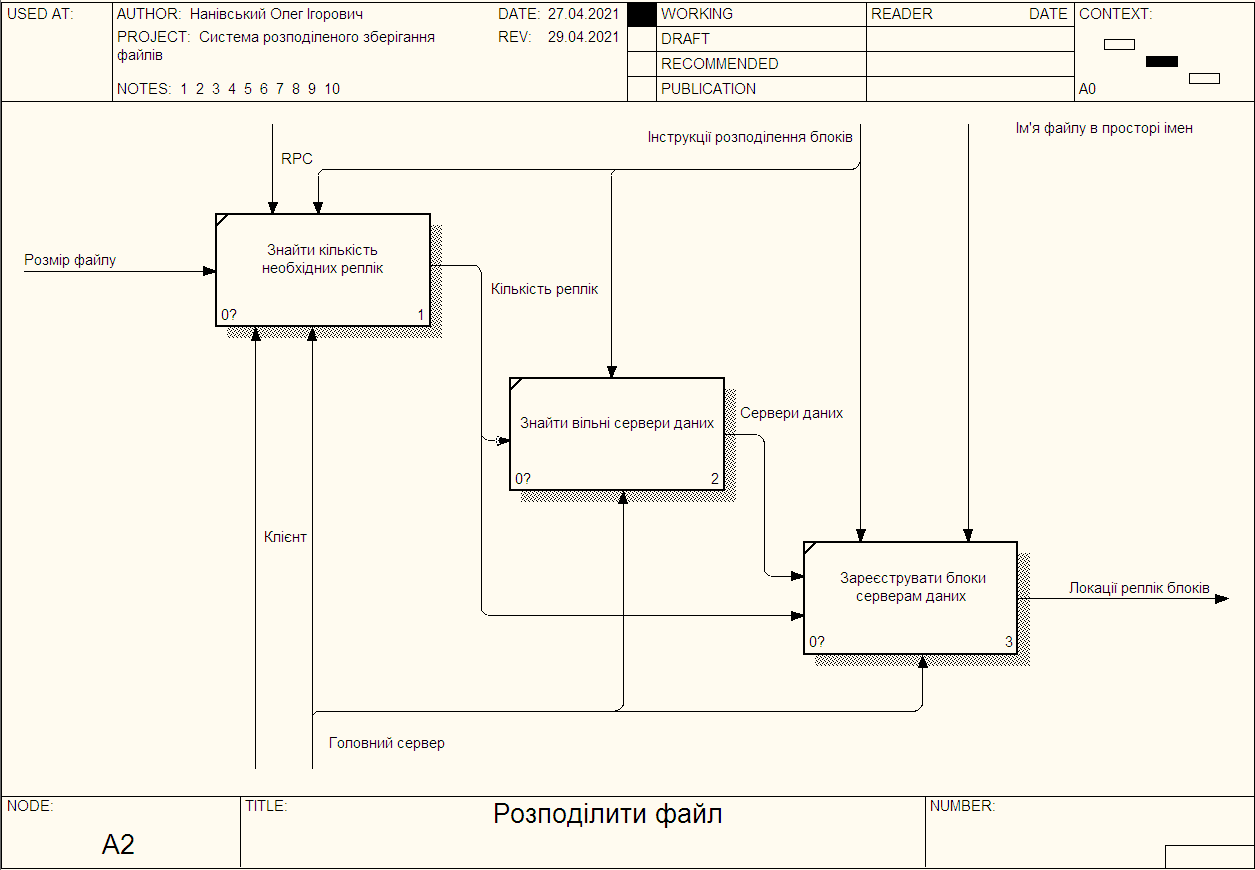 USED AT:
AUTHOR: Нанівський Олег Ігорович
DATE: 27.04.2021
PROJECT: Система розподіленого зберігання
файлів
REV: 29.04.2021
NOTES: 1 2 3 4 5 6 7 8 9 10
WORKING
DRAFT
RECOMMENDED
PUBLICATION
READER
DATE
CONTEXT:
A0
Інструкції розподілення блоків
Ім'я файлу в просторі імен
RPC
Розмір файлу
Знайти кількість
необхідних реплік
0?
1
Кількість реплік
Знайти вільні сервери даних
0?
2
Сервери даних
Клієнт
Зареєструвати блоки
серверам даних
0?
3
Локації реплік блоків
Головний сервер
NODE:
A2
TITLE:
Розподілити файл
NUMBER: